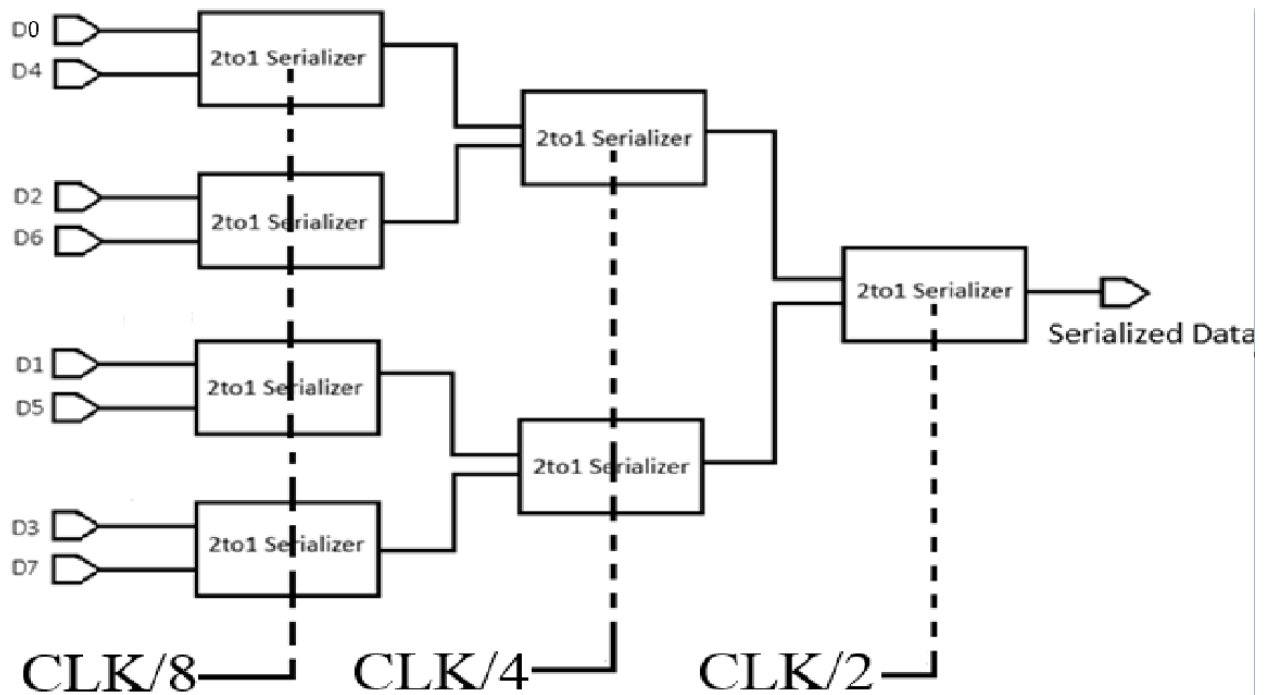 D0
2to1 Serializer
D4
2to1 Serializer
D2
2to1 Serializer
D6
2to1 Serializer
Serialized Data
D1
2to1 Serializer
D5
2to1 Serializer
D3
2to1 Serializer
D7
CLK/8
CLK/4
CLK/2